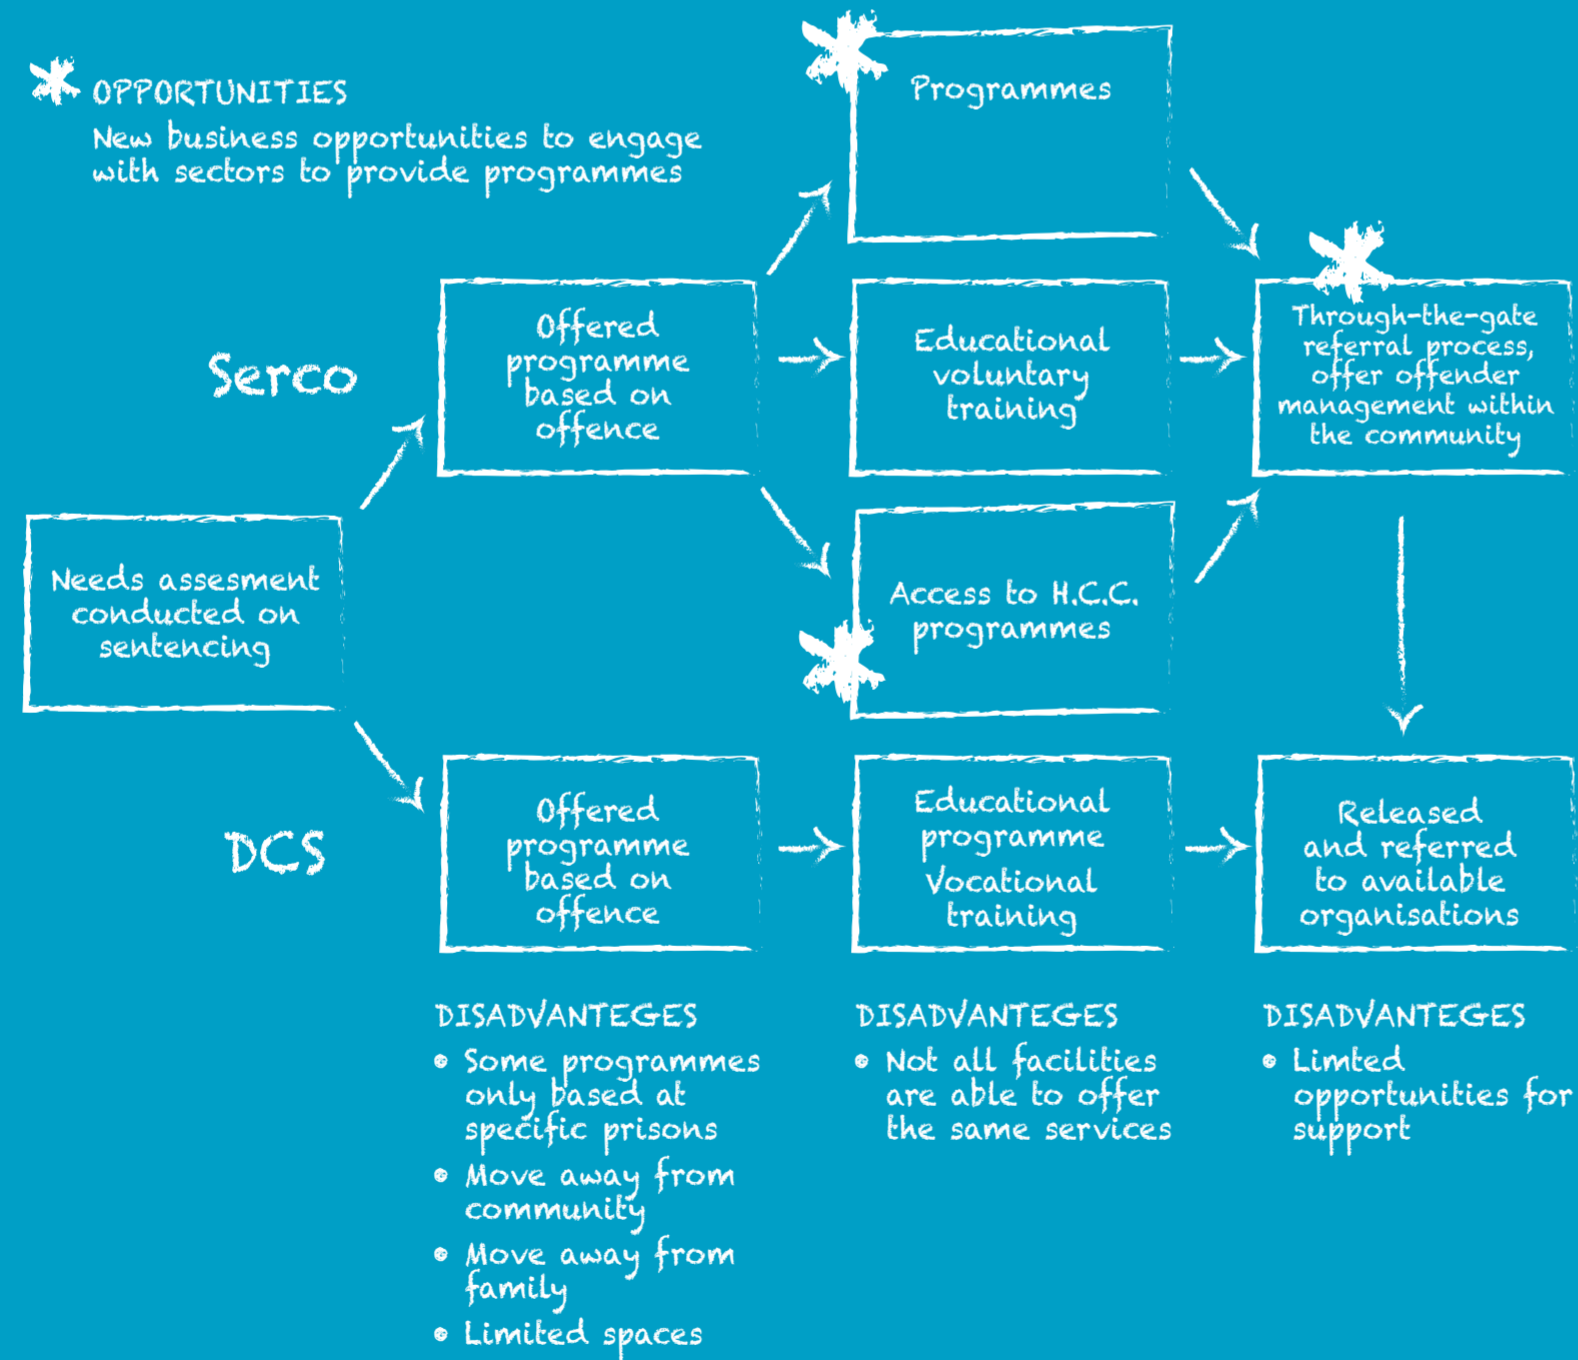 OPPORTUNITIES
New business opportunities to engage
with sectors to provide programmes
Programmes
Serco
Offered
programme
based on
offence
Educational
voluntary
training
Through-the-gate
referral process,
offer offender
management within
the community
Needs assesment
conducted on
sentencing
Access to H.C.C.
programmes
DCS
Offered
programme
based on
offence
Educational
programme
Vocational
training
Released
and referred
to available
organisations
DISADVANTEGES
• Some programmes
only based at
specific prisons
• Move away from
community
• Move away from
family
• Limited spaces
DISADVANTEGES
• Not all facilities
are able to offer
the same services
DISADVANTEGES
• Limted
opportunities for
support